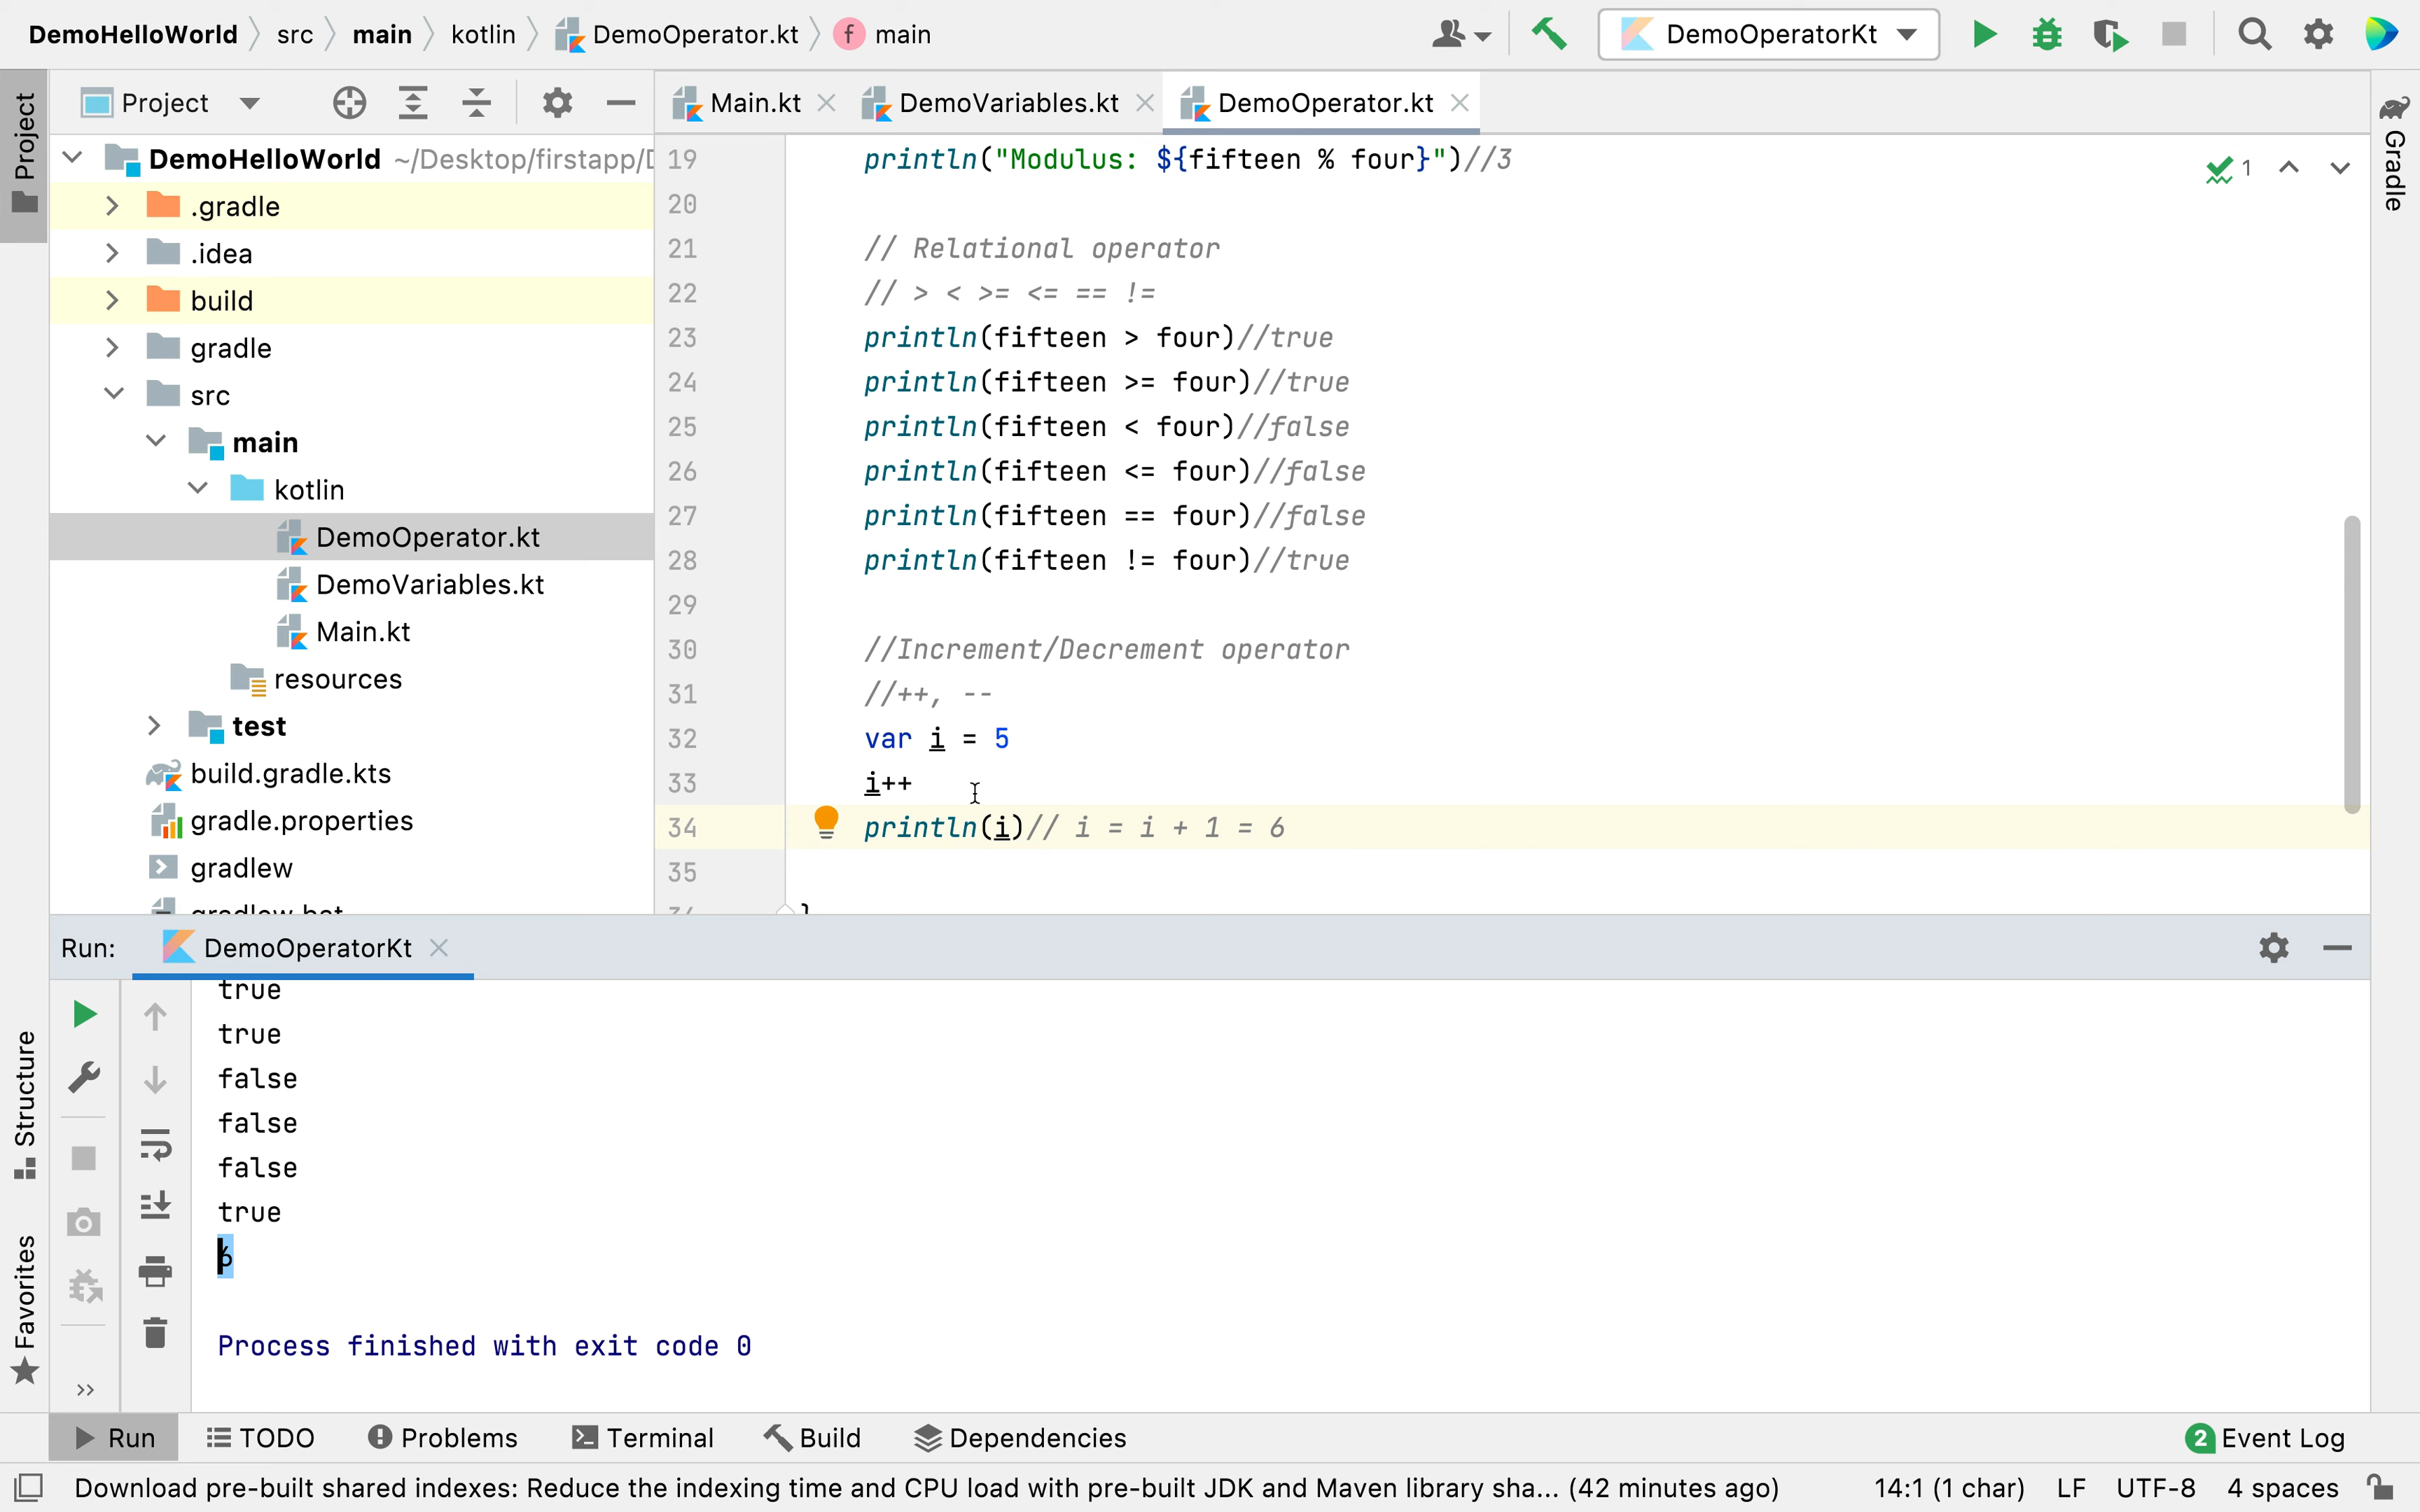 DemoHelloWorld src main kotlin DemoOperator.kt f main DemoOperatorKt
Project
Main.kt DemoVariables.kt DemoOperator.kt
Project
Gradle
DemoHelloWorld ~/Desktop/firstapp/
.gradle
.idea
build
gradle
src
main
kotlin
DemoOperator.kt
DemoVariables.kt
Main.kt
resources
test
build.gradle.kts
gradle.properties
gradlew
gradlew.bat
19 println("Modulus: ${fifteen % four}")//3
1
20
21 // Relational operator
22 // > < >= <= == !=
23 println(fifteen > four)//true
24 println(fifteen >= four)//true
25 println(fifteen < four)//false
26 println(fifteen <= four)//false
27 println(fifteen == four)//false
28 println(fifteen != four)//true
29
30 //Increment/Decrement operator
31 //++, --
32 var i = 5
33 i++
34 println(i)// i = i + 1 = 6
35
}
Run: DemoOperatorKt
true
true
false
false
false
true
6
Process finished with exit code 0
Structure
Favorites
Run TODO Problems Terminal Build Dependencies 2 Event Log
Download pre-built shared indexes: Reduce the indexing time and CPU load with pre-built JDK and Maven library sha... (42 minutes ago) 14:1 (1 char) LF UTF-8 4 spaces